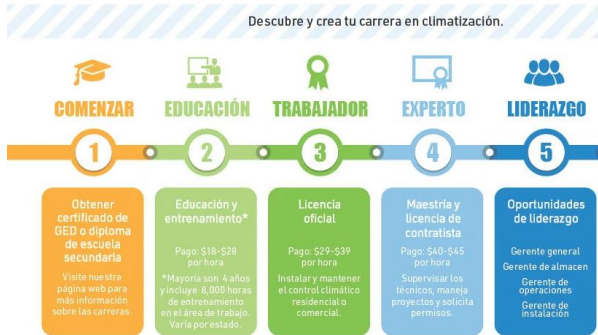 Descubre y crea tu carrera en climatización.
COMENZAR
EDUCACIÓN
TRABAJADOR
EXPERTO
LIDERAZGO
1
2
3
4
5
Obtener
certificado de
GED o diploma
de escuela
secundaria
Visite nuestra
página web para
más información
sobre las carreras.
Educación y
entrenamiento*
Pago: $18-$28
por hora
*Mayoría son 4 años
y incluye 8,000 horas
de entrenamiento
en el área de trabajo.
Varía por estado.
Licencia
oficial
Pago: $29-$39
por hora
Instalar y mantener
el control climático
residencial o
comercial.
Maestría y
licencia de
contratista
Pago: $40-$45
por hora
Supervisar los
técnicos, maneja
proyectos y solicita
permisos.
Oportunidades
de liderazgo
Gerente general
Gerente de almacen
Gerente de
operaciones
Gerente de
instalación